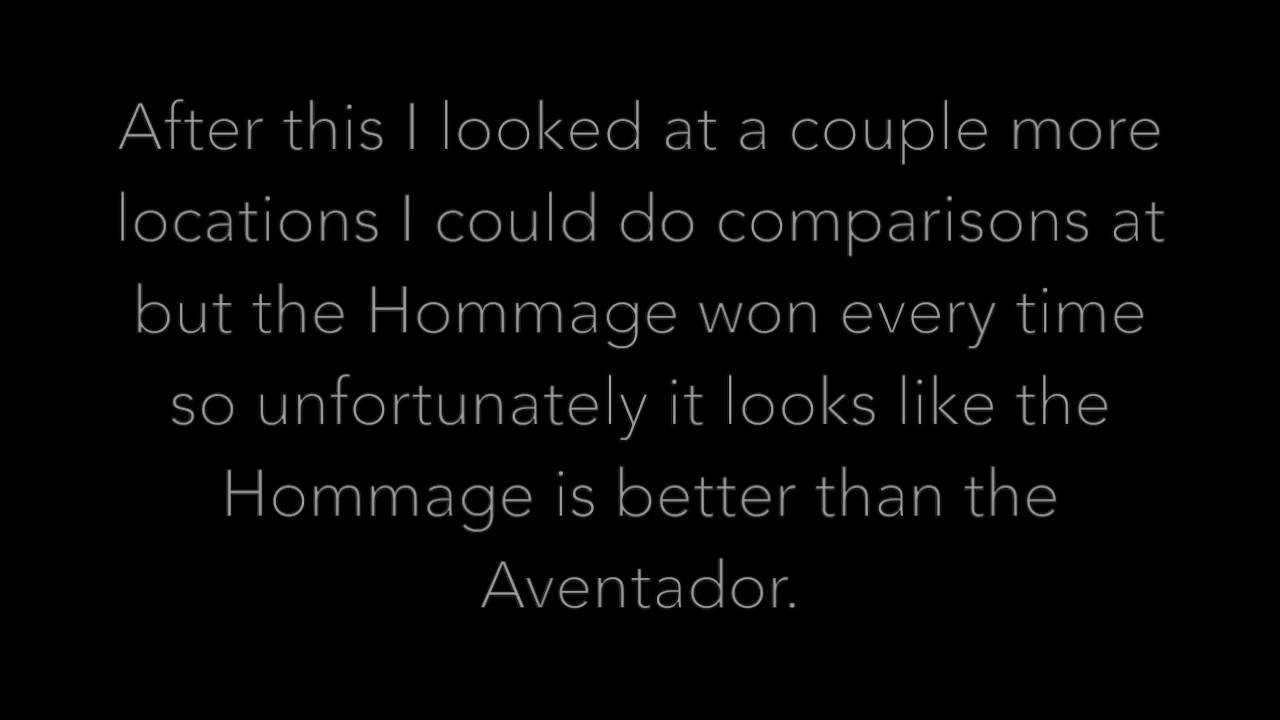 After this I looked at a couple more
locations I could do comparisons at
but the Hommage won every time
so unfortunately it looks like the
Hommage is better than the
Aventador.